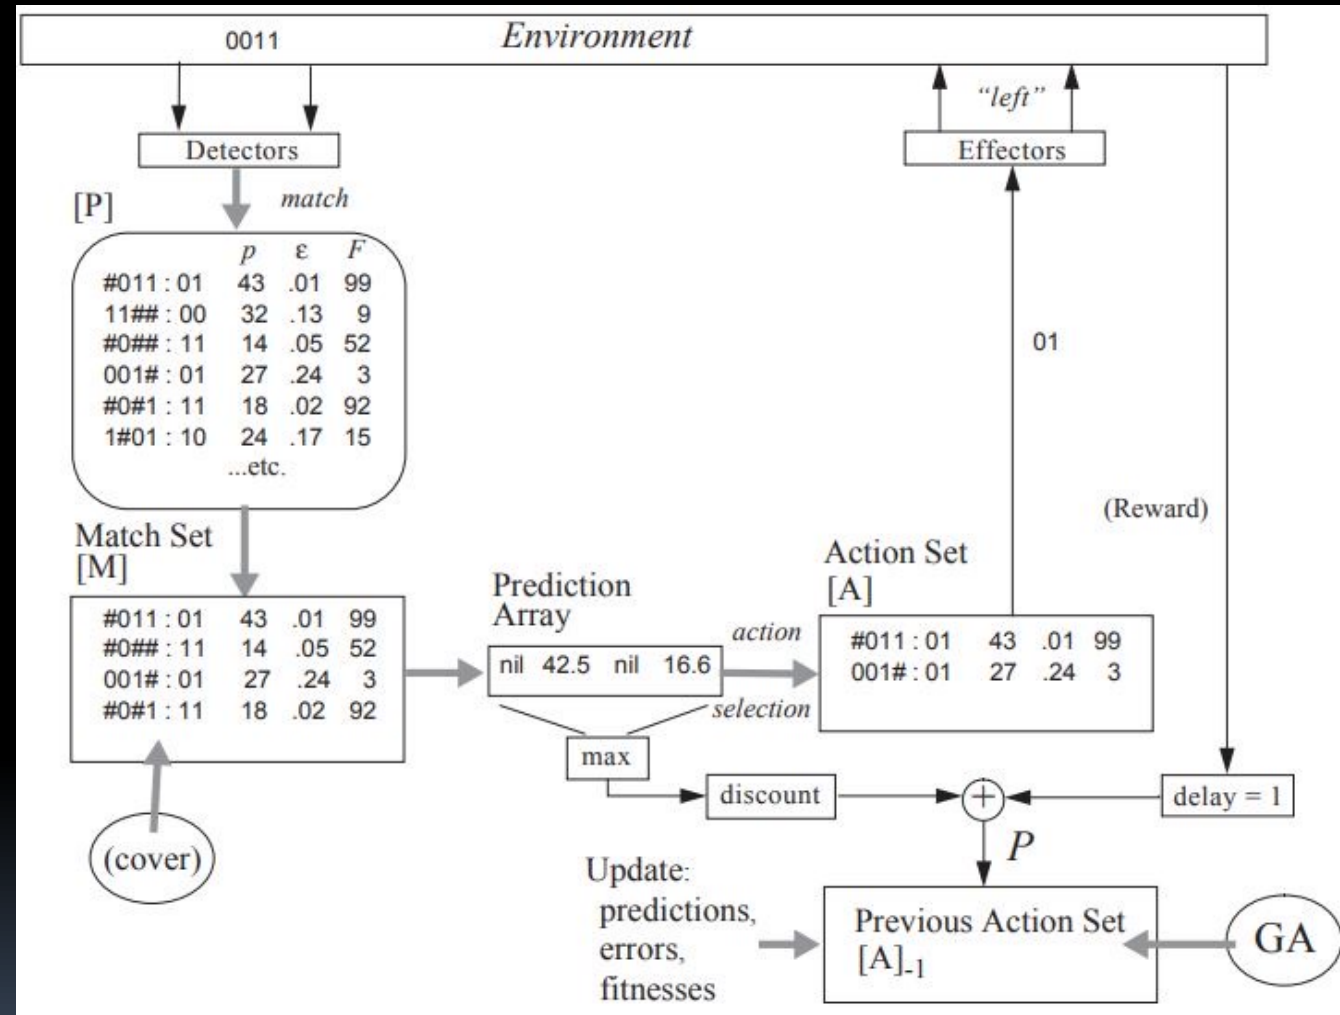 0011
Environment
"left"
Detectors
Effectors
match
[P]
p ε F
#011 : 01 43 .01 99
11## : 00 32 .13 9
#0## : 11 14 .05 52
001# : 01 27 .24 3
#0#1 : 11 18 .02 92
1#01 : 10 24 .17 15
...etc.
01
(Reward)
Match Set
[M]
#011 : 01 43 .01 99
#0## : 11 14 .05 52
001# : 01 27 .24 3
#0#1 : 11 18 .02 92
(cover)
Prediction
Array
nil 42.5 nil 16.6
action
selection
max
discount
Action Set
[A]
#011 : 01 43 .01 99
001# : 01 27 .24 3
+
delay = 1
P
Update:
predictions,
errors,
fitnesses
Previous Action Set
[A]-1
GA